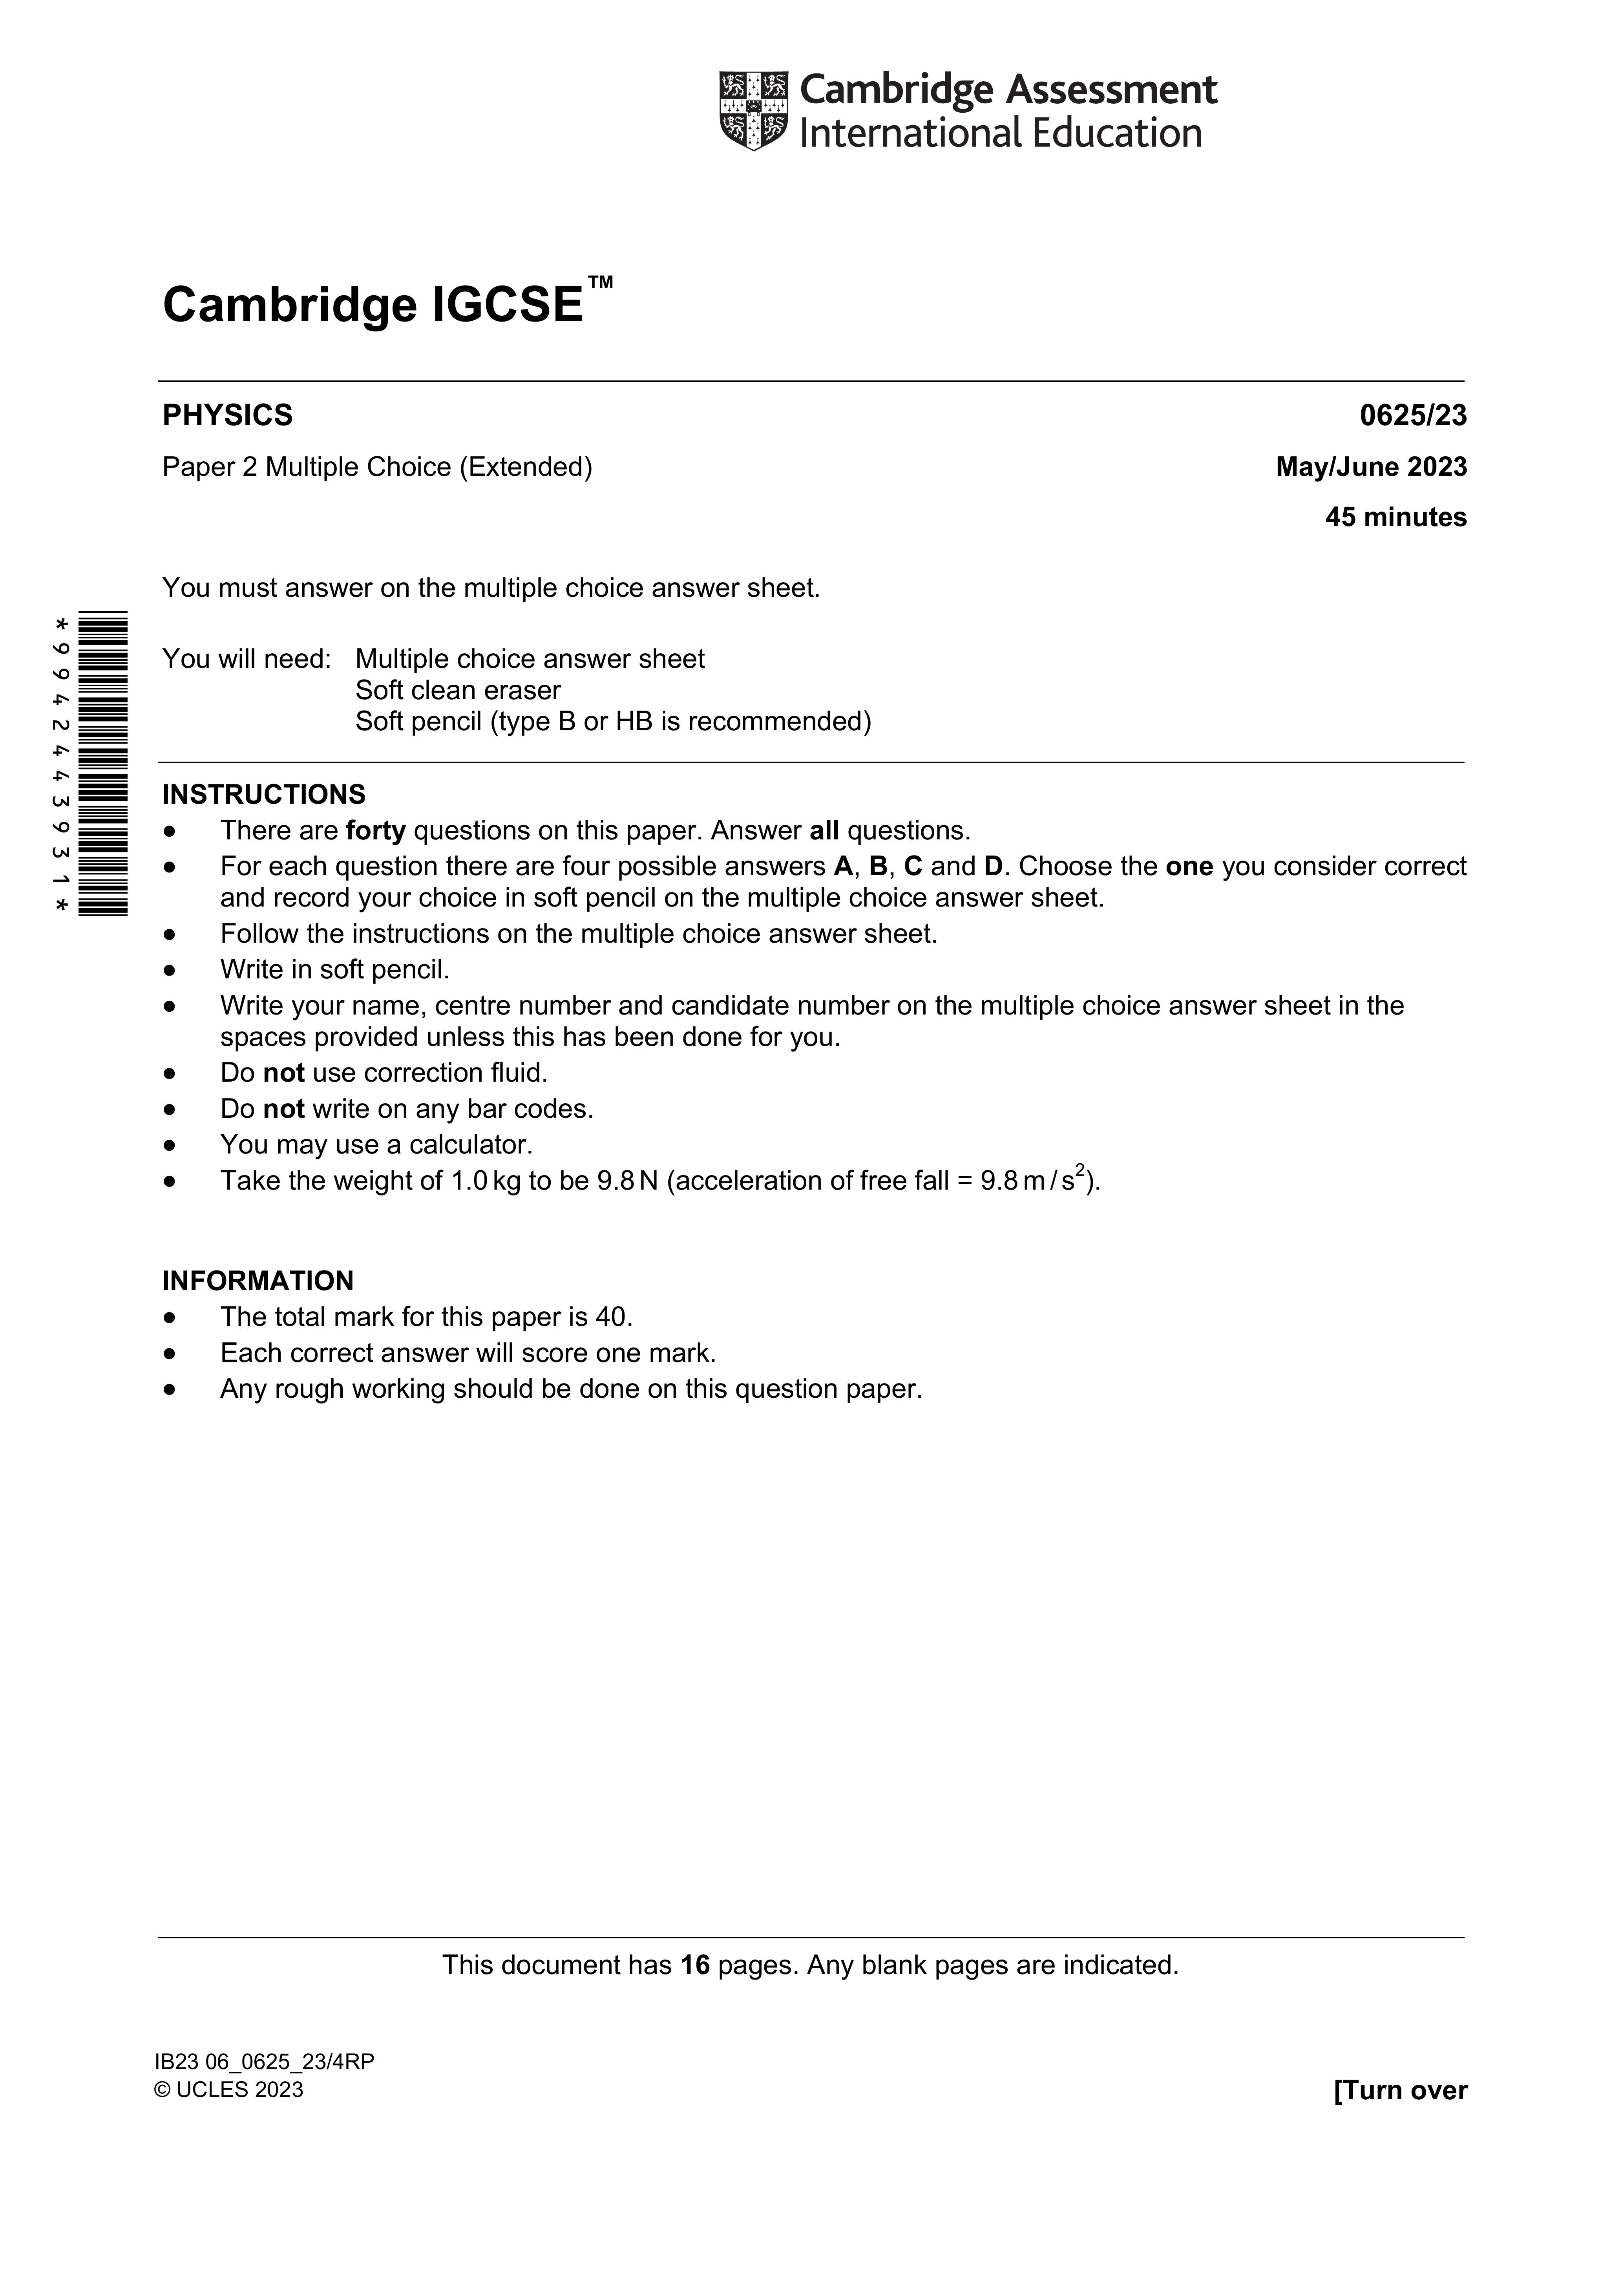 Cambridge Assessment
International Education
Cambridge IGCSE™
PHYSICS 0625/23
Paper 2 Multiple Choice (Extended) May/June 2023
45 minutes
You must answer on the multiple choice answer sheet.
You will need: Multiple choice answer sheet
Soft clean eraser
Soft pencil (type B or HB is recommended)
*9942443931*
INSTRUCTIONS
● There are forty questions on this paper. Answer all questions.
● For each question there are four possible answers A, B, C and D. Choose the one you consider correct
and record your choice in soft pencil on the multiple choice answer sheet.
● Follow the instructions on the multiple choice answer sheet.
● Write in soft pencil.
● Write your name, centre number and candidate number on the multiple choice answer sheet in the
spaces provided unless this has been done for you.
● Do not use correction fluid.
● Do not write on any bar codes.
● You may use a calculator.
● Take the weight of 1.0 kg to be 9.8 N (acceleration of free fall = 9.8 m / s²).
INFORMATION
● The total mark for this paper is 40.
● Each correct answer will score one mark.
● Any rough working should be done on this question paper.
This document has 16 pages. Any blank pages are indicated.
IB23 06_0625_23/4RP
© UCLES 2023 [Turn over